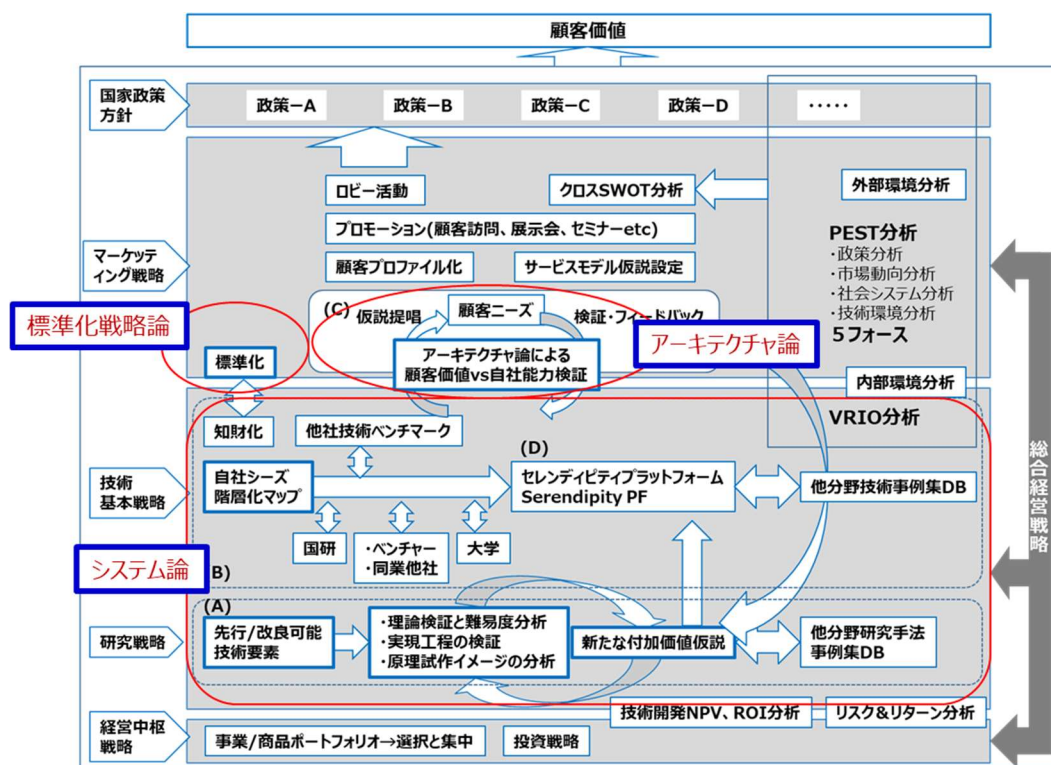 顧客価値
国家政策
方針
政策－A
政策－B
政策－C
政策－D
・・・・・
ロビー活動
クロスSWOT分析
外部環境分析
プロモーション(顧客訪問、展示会、セミナーetc)
PEST分析
・政策分析
・市場動向分析
・社会システム分析
・技術環境分析
5フォース
マーケッテ
ィング戦略
顧客プロファイル化
サービスモデル仮説設定
標準化戦略論
(C)
仮説提唱
顧客ニーズ
検証・フィードバック
アーキテクチャ論
標準化
アーキテクチャ論による
顧客価値vs自社能力検証
内部環境分析
知財化
他社技術ベンチマーク
VRIO分析
(D)
技術
基本戦略
自社シーズ
階層化マップ
セレンディピティプラットフォーム
Serendipity PF
他分野技術事例集DB
総合経営戦略
国研
・ベンチャー
・同業他社
大学
システム論
B)
(A)
研究戦略
先行/改良可能
技術要素
・理論検証と難易度分析
・実現工程の検証
・原理試作イメージの分析
新たな付加価値仮説
他分野研究手法
事例集DB
技術開発NPV、ROI分析
リスク&リターン分析
経営中枢
戦略
事業/商品ポートフォリオ→選択と集中
投資戦略